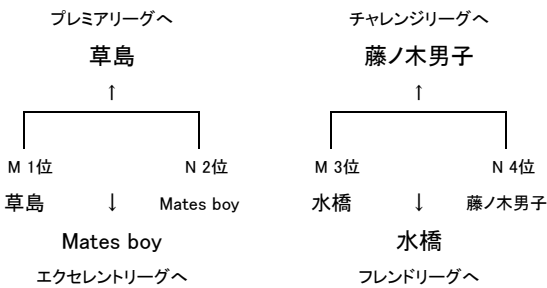 プレミアリーグへ チャレンジリーグへ
草島 藤ノ木男子
↑ ↑
M 1位 N 2位 M 3位 N 4位
草島 ↓ Mates boy 水橋 ↓ 藤ノ木男子
Mates boy 水橋
エクセレントリーグへ フレンドリーグへ